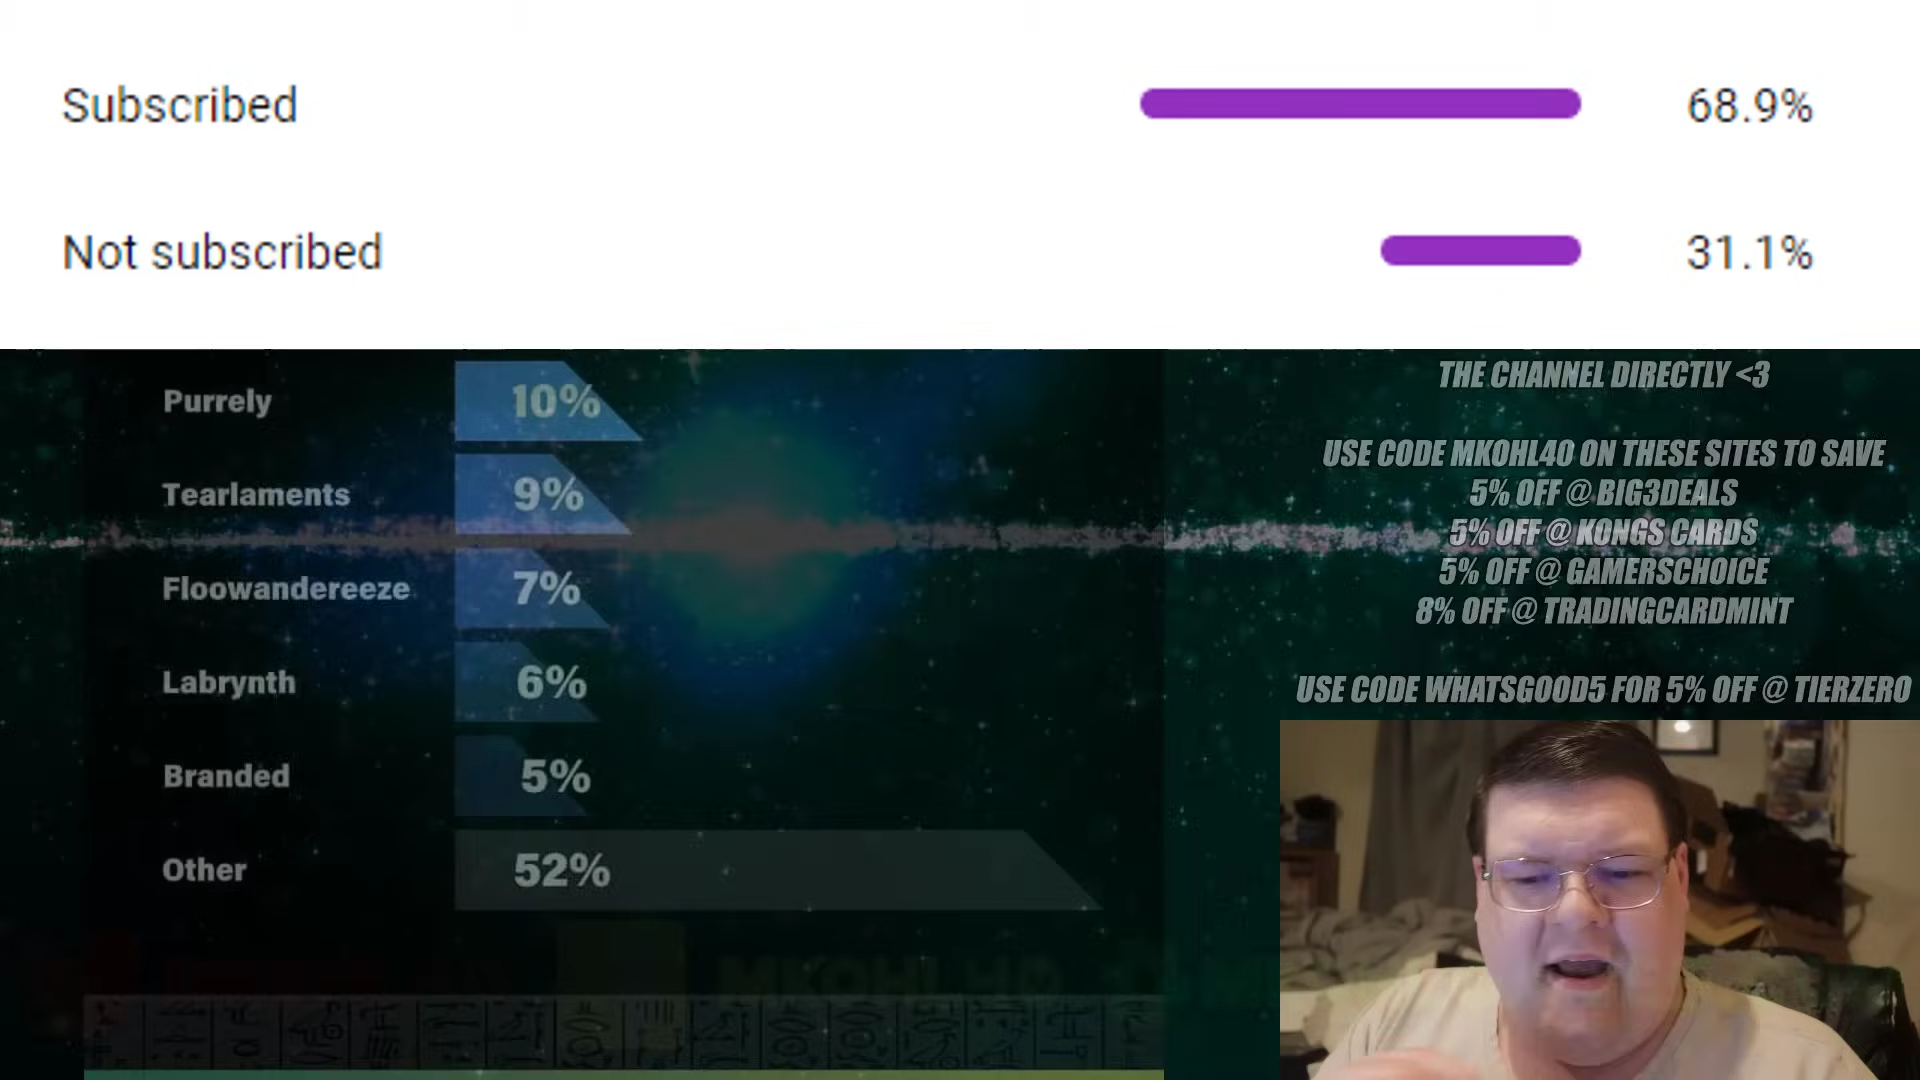 Subscribed 68.9%
Not subscribed 31.1%
Purrely 10%
Tearlaments 9%
Floowandereeze 7%
Labrynth 6%
Branded 5%
Other 52%
THE CHANNEL DIRECTLY <3
USE CODE MKOHL40 ON THESE SITES TO SAVE
5% OFF @ BIG3DEALS
5% OFF @ KONGS CARDS
5% OFF @ GAMERSCHOICE
8% OFF @ TRADINGCARDMINT
USE CODE WHATSGOOD5 FOR 5% OFF @ TIERZERO
MKOHL40